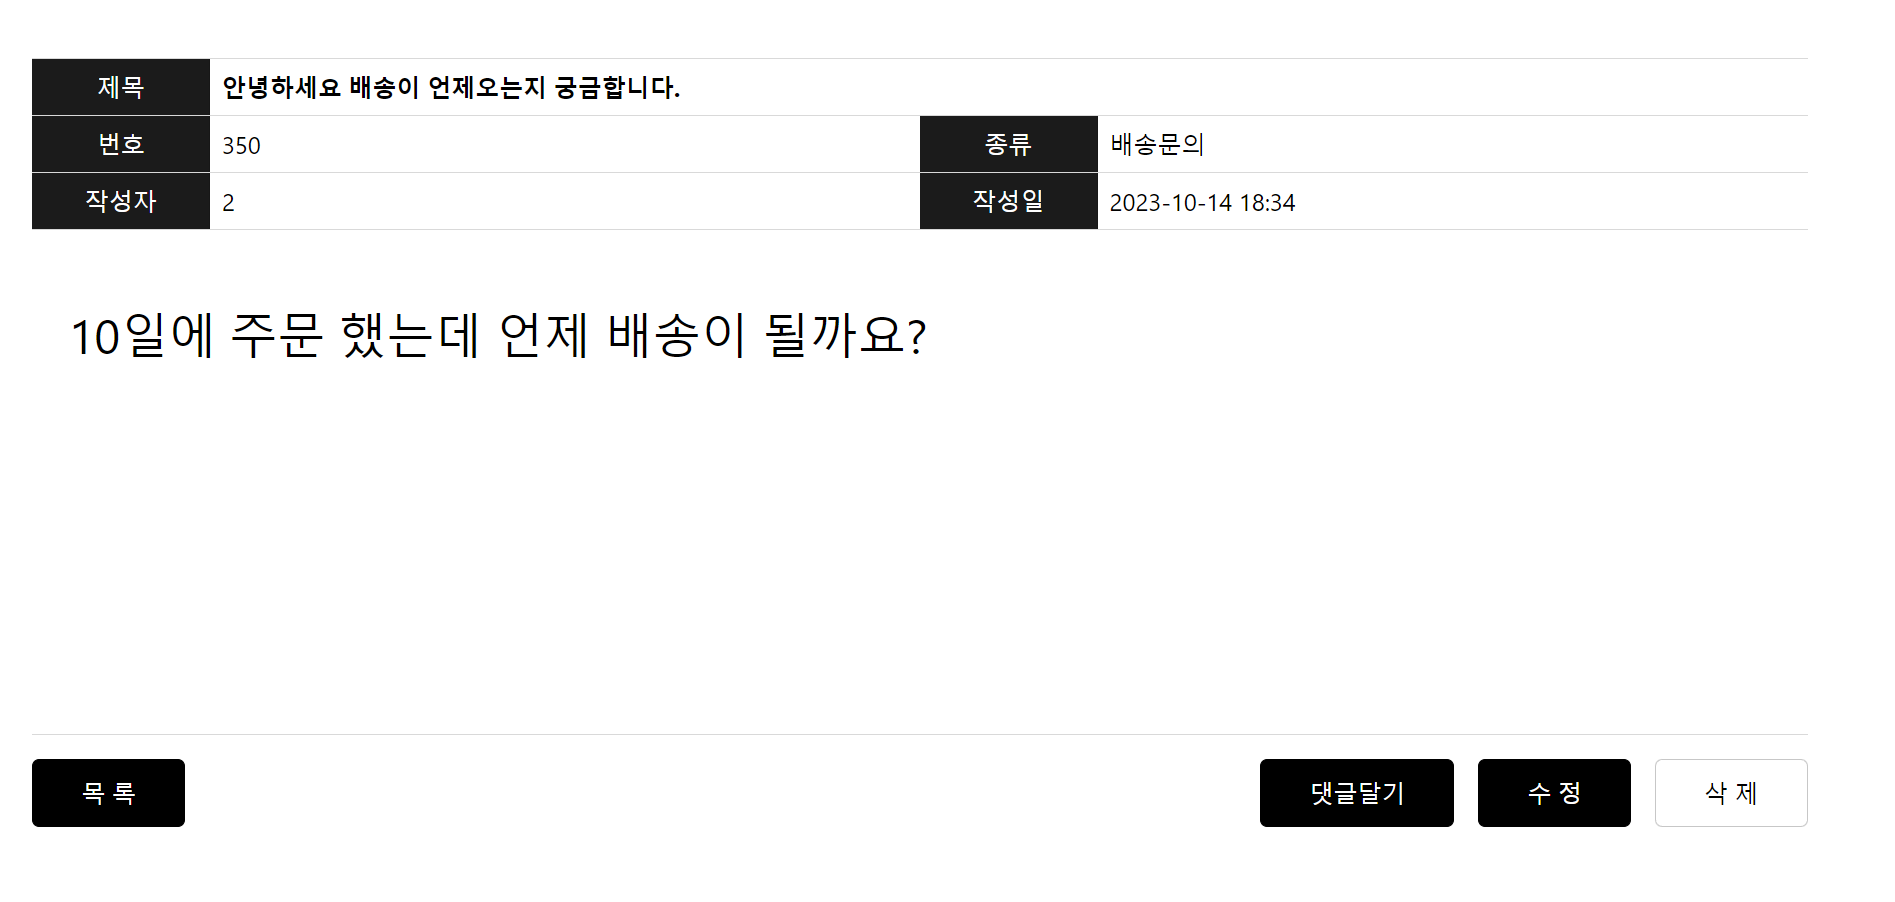 제목 안녕하세요 배송이 언제오는지 궁금합니다.
번호 350 종류 배송문의
작성자 2 작성일 2023-10-14 18:34
10일에 주문 했는데 언제 배송이 될까요?
목 록 댓글달기 수 정 삭 제